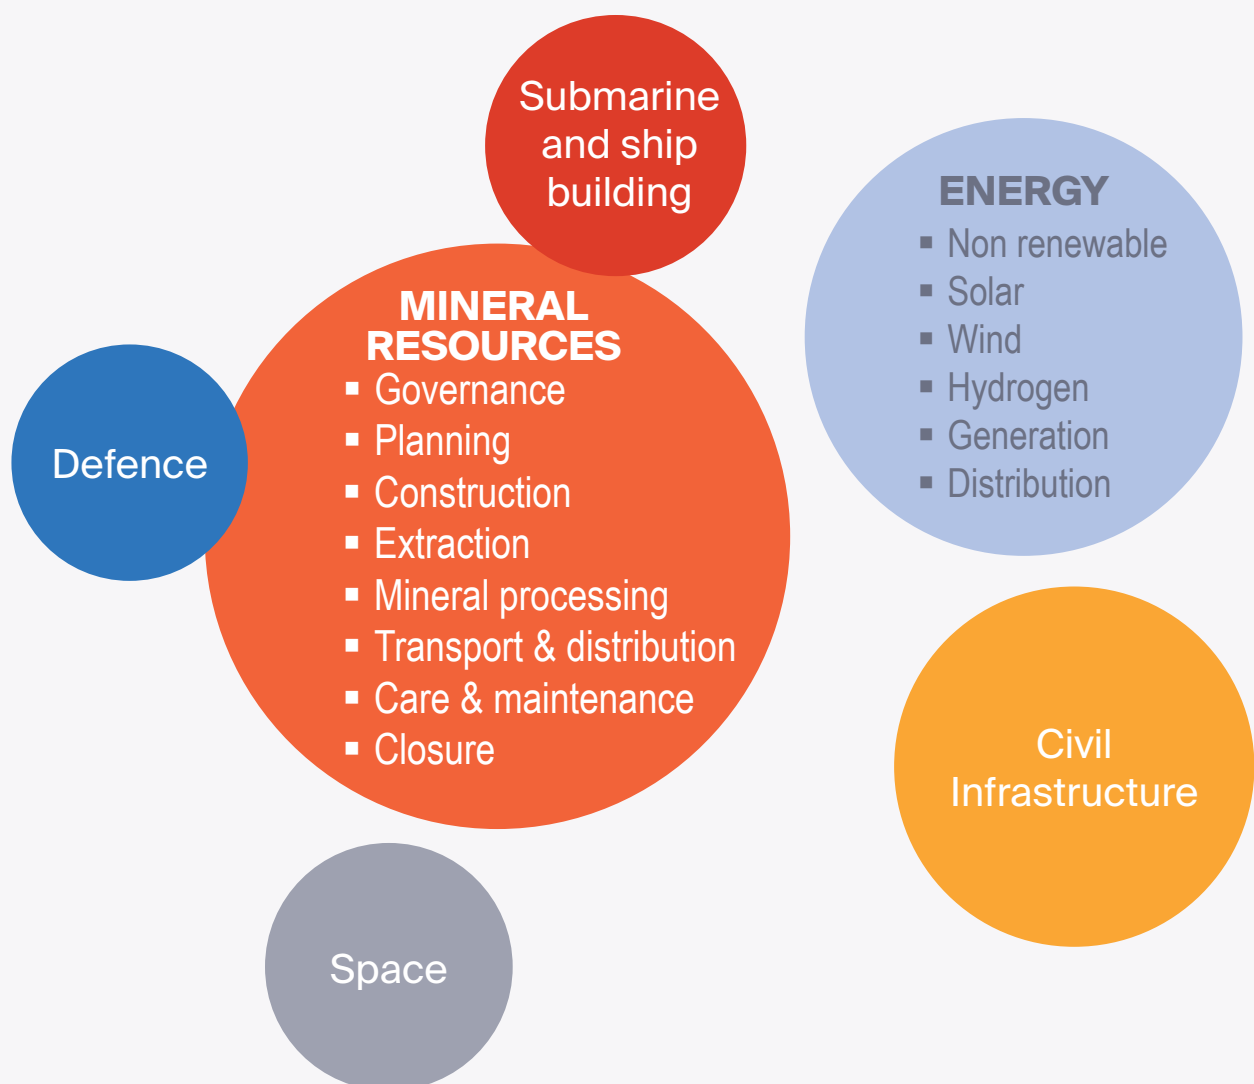 Submarine
and ship
building
ENERGY
▪ Non renewable
▪ Solar
▪ Wind
▪ Hydrogen
▪ Generation
▪ Distribution
MINERAL
RESOURCES
▪ Governance
▪ Planning
▪ Construction
▪ Extraction
▪ Mineral processing
▪ Transport & distribution
▪ Care & maintenance
▪ Closure
Defence
Civil
Infrastructure
Space